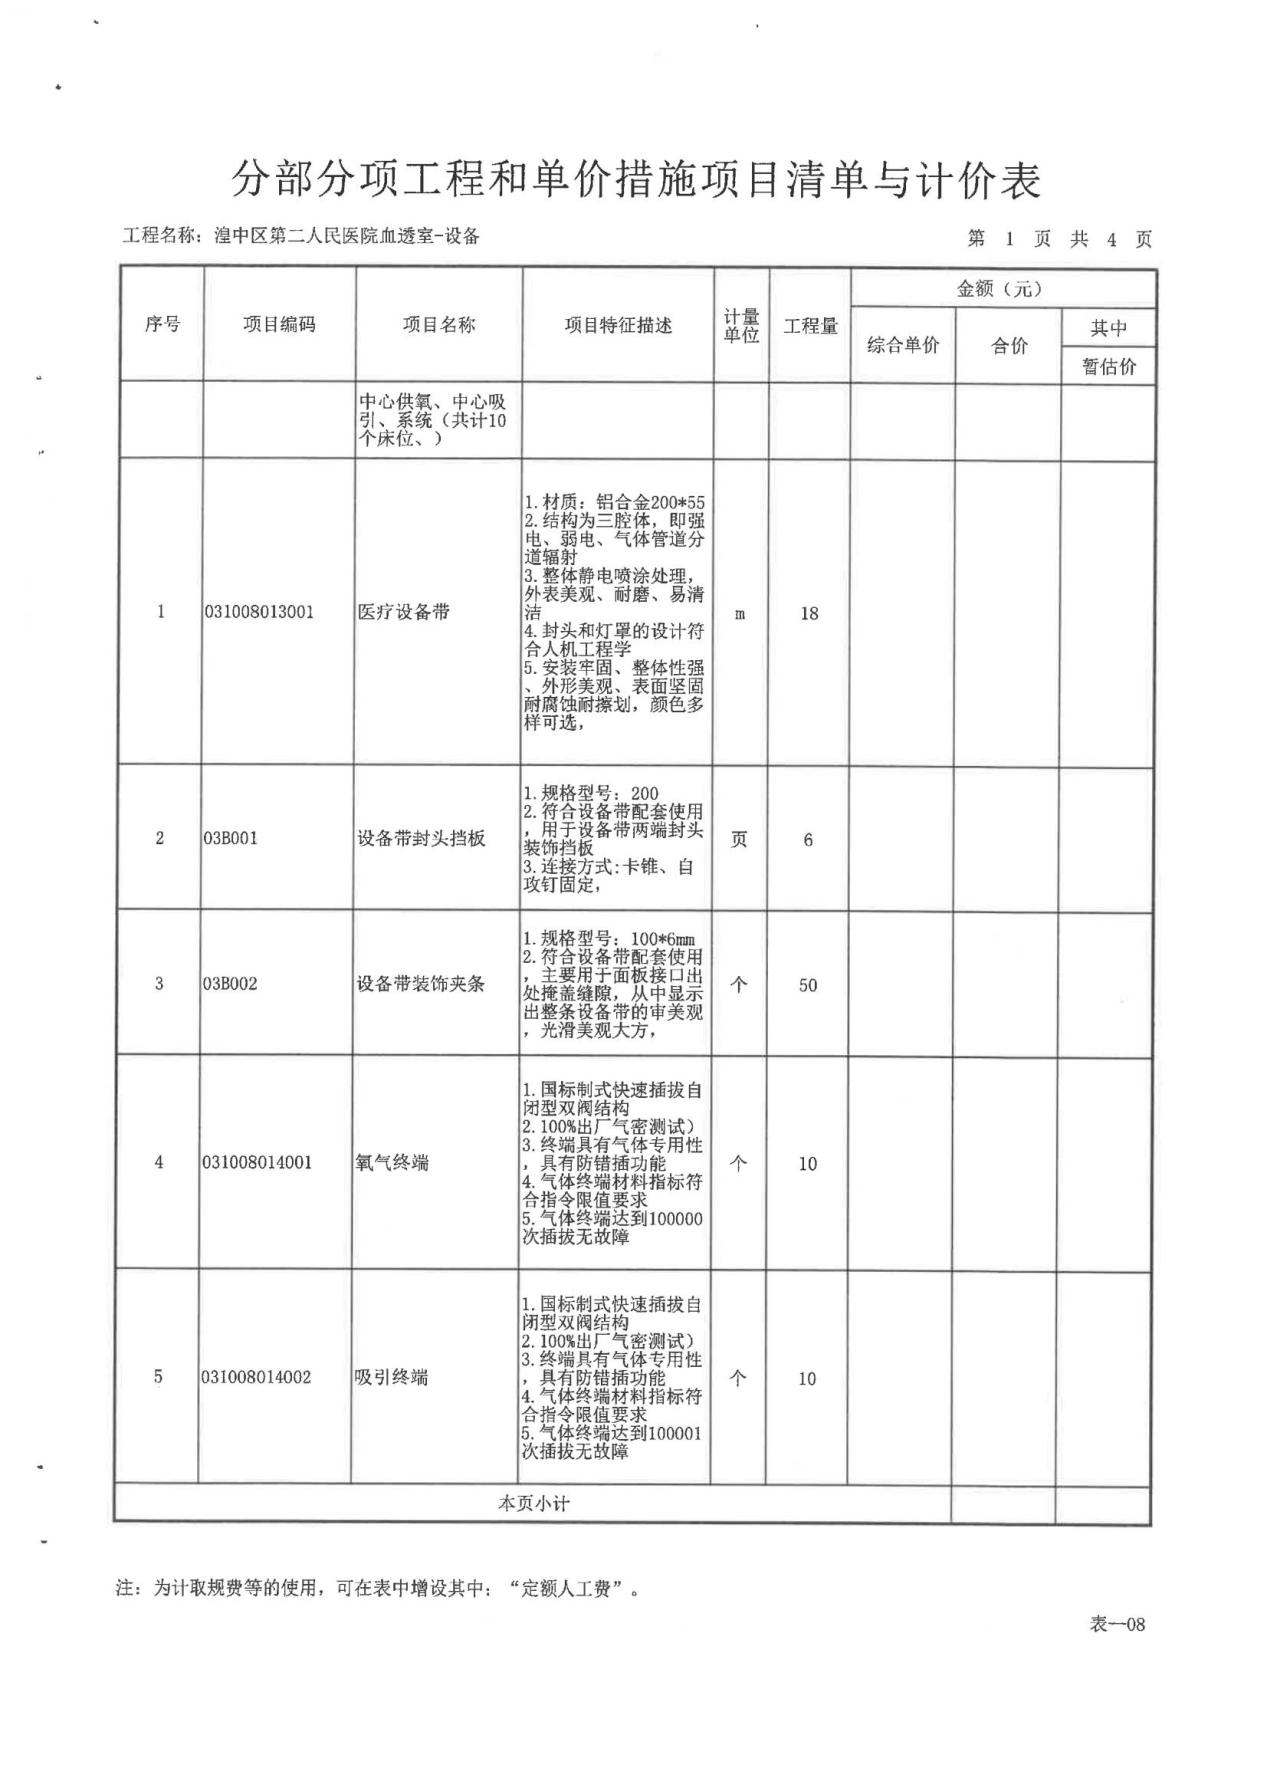 分部分项工程和单价措施项目清单与计价表
工程名称：湟中区第二人民医院血透室-设备
第 1 页 共 4 页
序号 项目编码 项目名称 项目特征描述 计量单位 工程量 金额（元）
综合单价 合价 其中
暂估价
中心供氧、中心吸
引、系统（共计10
个床位、）
1 031008013001 医疗设备带 m 18
1.材质：铝合金200*55
2.结构为三腔体，即强
电、弱电、气体管道分
道辐射
3.整体静电喷涂处理，
外表美观、耐磨、易清
洁
4.封头和灯罩的设计符
合人机工程学
5.安装牢固、整体性强
、外形美观、表面坚固
耐腐蚀耐擦划，颜色多
样可选，
2 03B001 设备带封头挡板 页 6
1.规格型号：200
2.符合设备带配套使用
，用于设备带两端封头
装饰挡板
3.连接方式:卡锥、自
攻钉固定，
3 03B002 设备带装饰夹条 个 50
1.规格型号：100*6mm
2.符合设备带配套使用
，主要用于面板接口出
处掩盖缝隙，从中显示
出整条设备带的审美观
，光滑美观大方，
4 031008014001 氧气终端 个 10
1.国标制式快速插拔自
闭型双阀结构
2.100%出厂气密测试）
3.终端具有气体专用性
，具有防错插功能
4.气体终端材料指标符
合指令限值要求
5.气体终端达到100000
次插拔无故障
5 031008014002 吸引终端 个 10
1.国标制式快速插拔自
闭型双阀结构
2.100%出厂气密测试）
3.终端具有气体专用性
，具有防错插功能
4.气体终端材料指标符
合指令限值要求
5.气体终端达到100001
次插拔无故障
本页小计
注：为计取规费等的使用，可在表中增设其中：“定额人工费”。
表—08